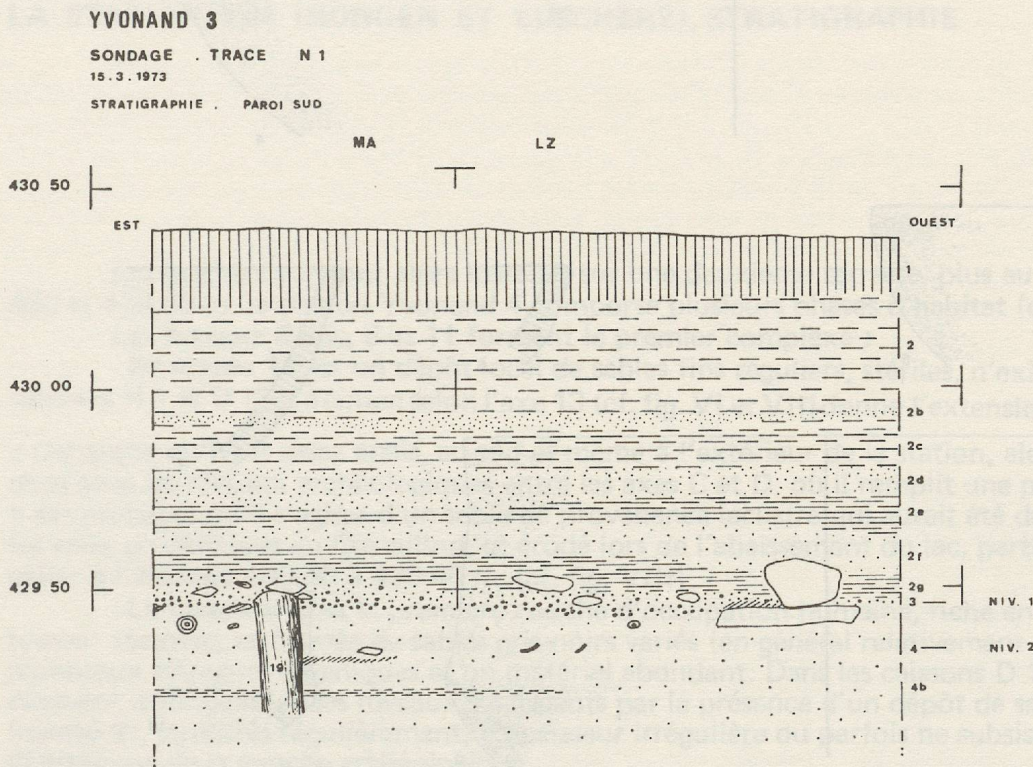 YVONAND 3
SONDAGE . TRACE N 1
15.3.1973
STRATIGRAPHIE . PAROI SUD
MA LZ
430 50
EST OUEST
1
2
430 00
2b
2c
2d
2e
2f
429 50
2g
3 NIV. 1
4 NIV. 2
19
4b